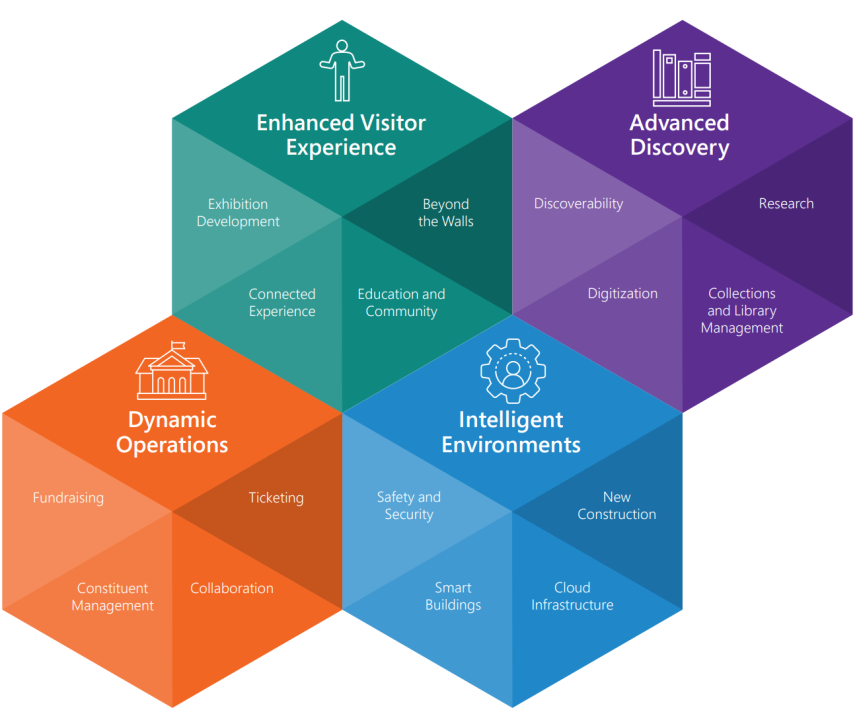 Enhanced Visitor
Experience
Exhibition
Development
Beyond
the Walls
Connected
Experience
Education and
Community
Advanced
Discovery
Discoverability
Research
Digitization
Collections
and Library
Management
Dynamic
Operations
Fundraising
Ticketing
Constituent
Management
Collaboration
Intelligent
Environments
Safety and
Security
New
Construction
Smart
Buildings
Cloud
Infrastructure